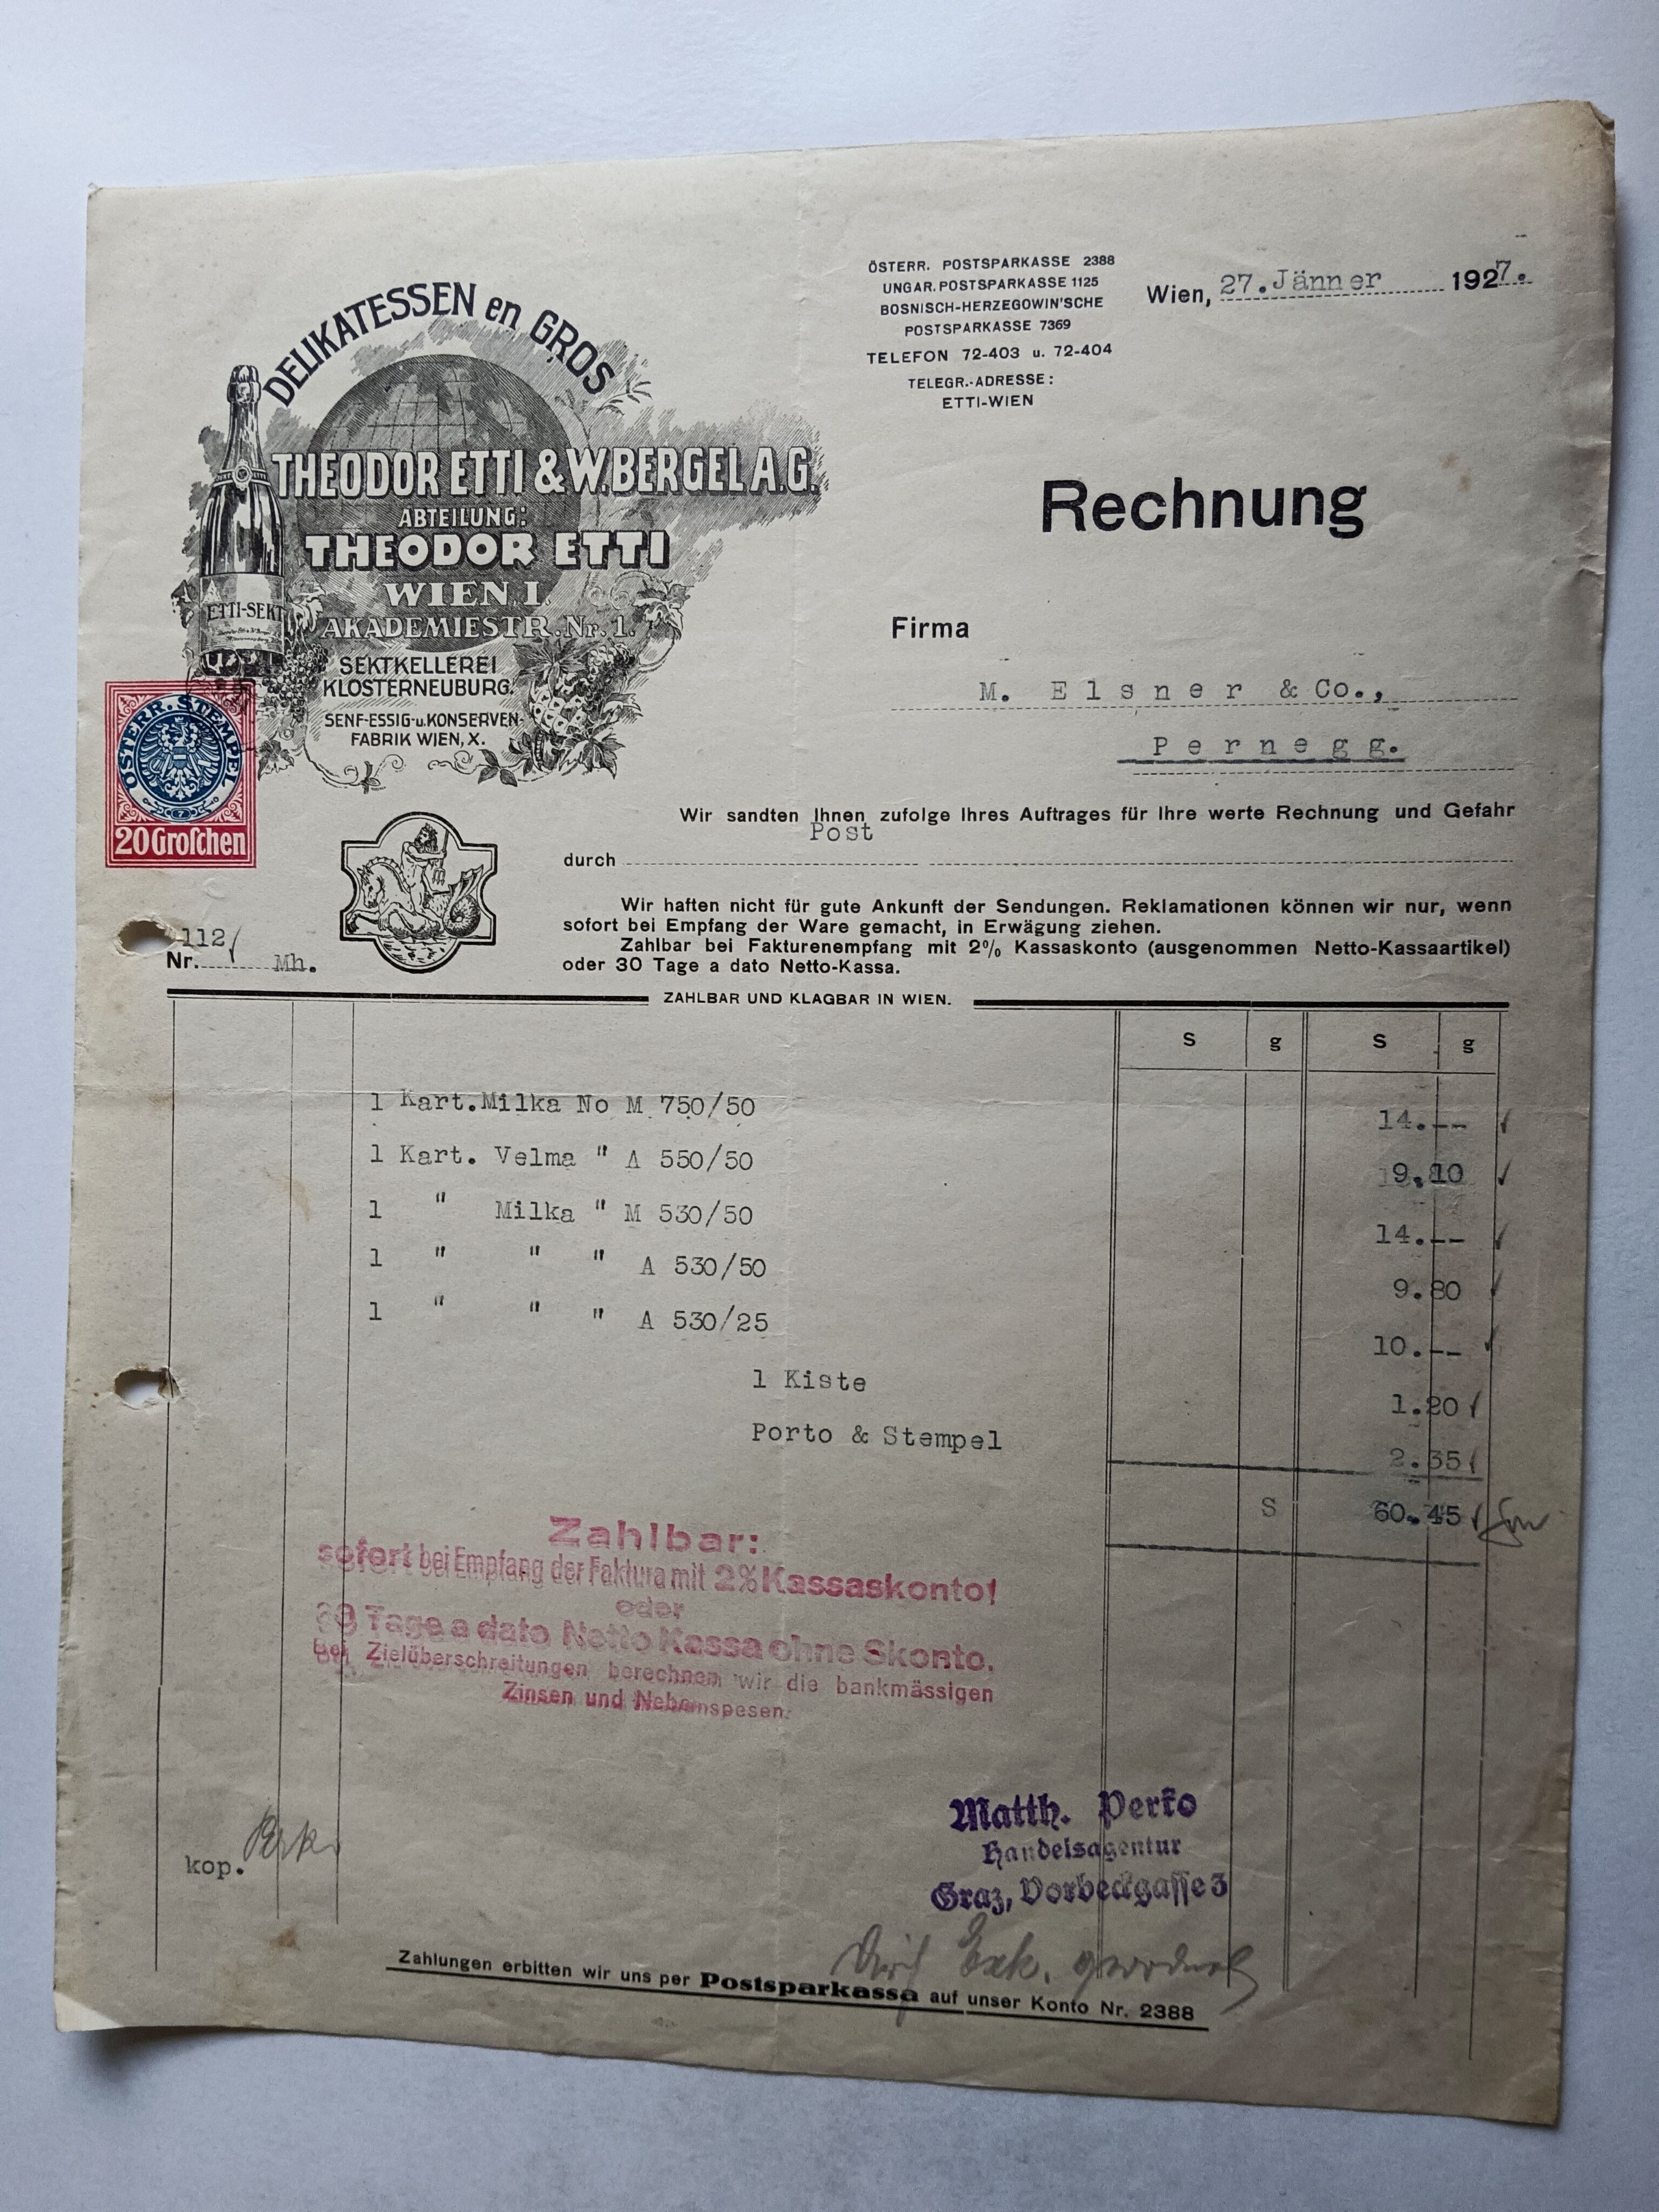 DELIKATESSEN en GROS
THEODOR ETTI & W. BERGEL A.G.
ABTEILUNG:
THEODOR ETTI
WIEN, I.
AKADEMIESTR. Nr. 1.
ETTI-SEKT
SEKTKELLEREI
KLOSTERNEUBURG.
SENF-ESSIG-u. KONSERVEN-
FABRIK WIEN, X.
ÖSTERR. STEMPEL
20 Groschen
ÖSTERR. POSTSPARKASSE 2388
UNGAR. POSTSPARKASSE 1125
BOSNISCH-HERZEGOWIN'SCHE
POSTSPARKASSE 7369
TELEFON 72-403 u. 72-404
TELEGR.-ADRESSE:
ETTI-WIEN
Wien, 27. Jänner 1927.
Rechnung
Firma
M. Elsner & Co.,
Pernegg.
Wir sandten Ihnen zufolge Ihres Auftrages für Ihre werte Rechnung und Gefahr
durch Post
Wir haften nicht für gute Ankunft der Sendungen. Reklamationen können wir nur, wenn
sofort bei Empfang der Ware gemacht, in Erwägung ziehen.
Zahlbar bei Fakturenempfang mit 2% Kassaskonto (ausgenommen Netto-Kassaartikel)
oder 30 Tage a dato Netto-Kassa.
Nr. 112/ Mh.
ZAHLBAR UND KLAGBAR IN WIEN.
S g S g
1 Kart. Milka No M 750/50 14.--
1 Kart. Velma " A 550/50 9.10
1 " Milka " M 530/50 14.--
1 " " " A 530/50 9.80
1 " " " A 530/25 10.--
1 Kiste 1.20
Porto & Stempel 2.35
S 60.45
Zahlbar:
sofort bei Empfang der Faktura mit 2% Kassaskonto!
oder
30 Tage a dato Netto Kassa ohne Skonto.
Bei Zielüberschreitungen berechnen wir die bankmässigen
Zinsen und Nebenspesen.
Matth. Perko
Handelsagentur
Graz, Vorbeckgasse 3
kop. Perko
Zahlungen erbitten wir uns per Postsparkassa auf unser Konto Nr. 2388